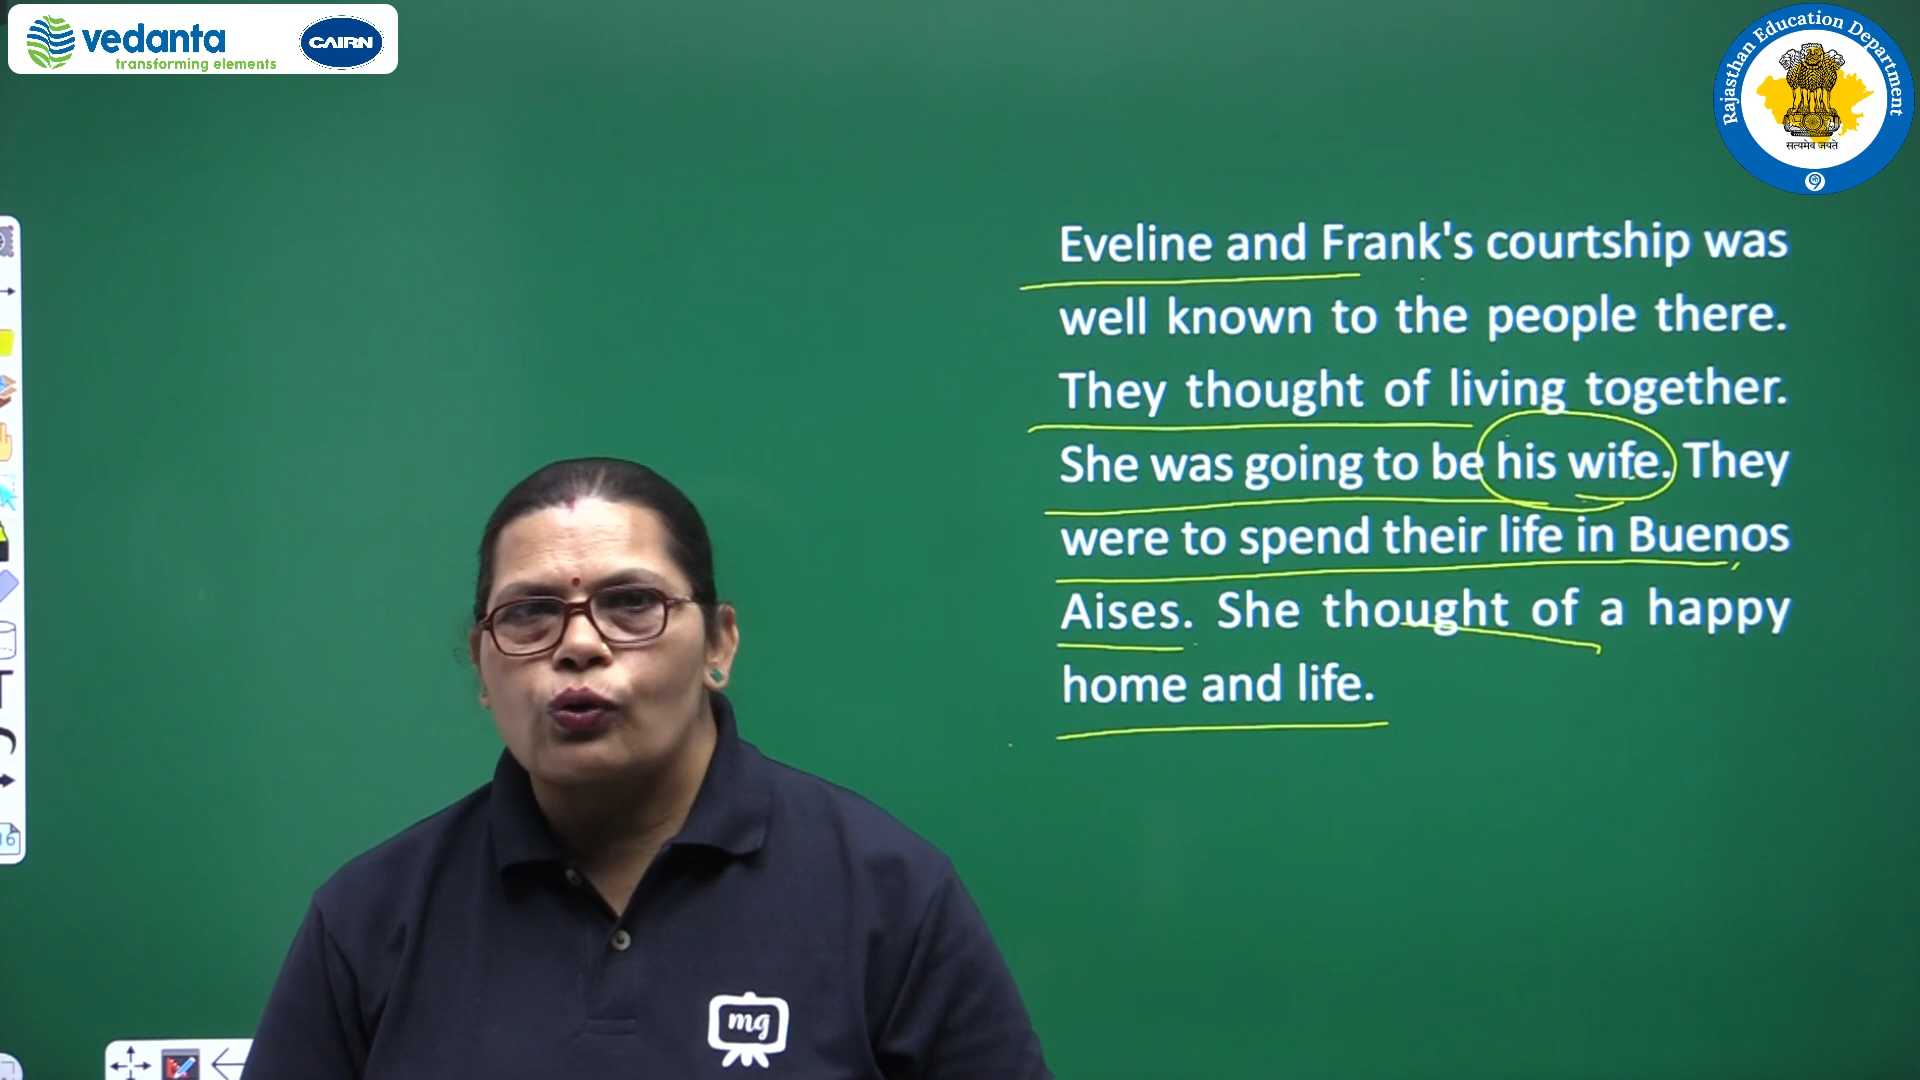 vedanta
transforming elements
CAIRN
Rajasthan Education Department
सत्यमेव जयते
Eveline and Frank's courtship was
well known to the people there.
They thought of living together.
She was going to be his wife. They
were to spend their life in Buenos
Aises. She thought of a happy
home and life.
T
16
mg